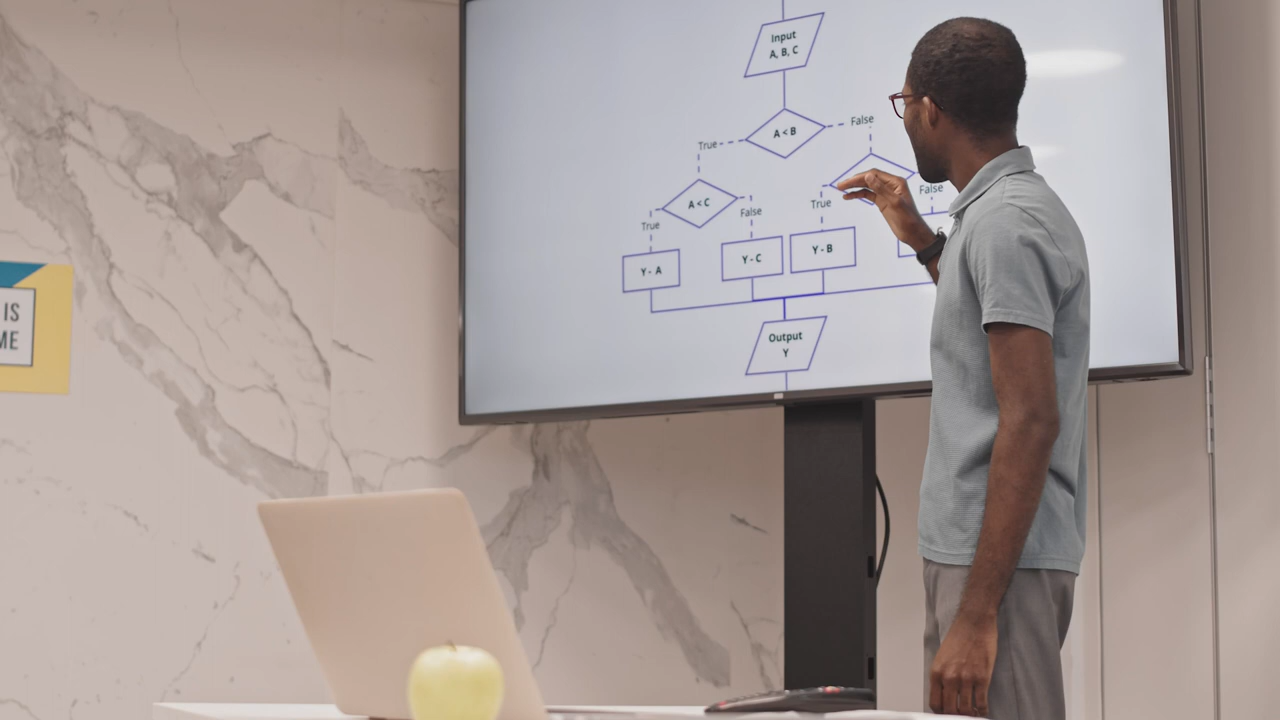 Input
A, B, C
A < B
False
True
A < C
False
True
False
True
Y - A
Y - C
Y - B
Output
Y
IS
ME